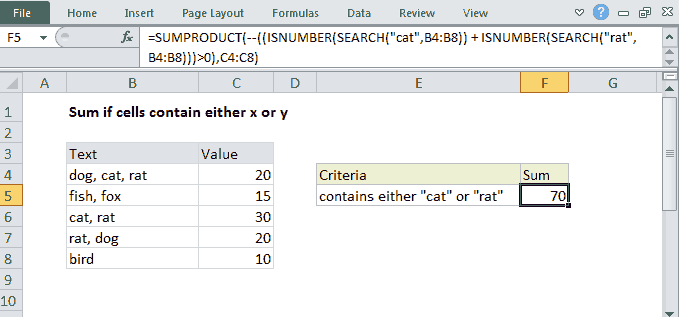 File Home Insert Page Layout Formulas Data Review View
F5 fx =SUMPRODUCT(--((ISNUMBER(SEARCH("cat",B4:B8)) + ISNUMBER(SEARCH("rat",
B4:B8)))>0),C4:C8)
A B C D E F G
1 Sum if cells contain either x or y
2
3 Text Value
4 dog, cat, rat 20 Criteria Sum
5 fish, fox 15 contains either "cat" or "rat" 70
6 cat, rat 30
7 rat, dog 20
8 bird 10
9
10